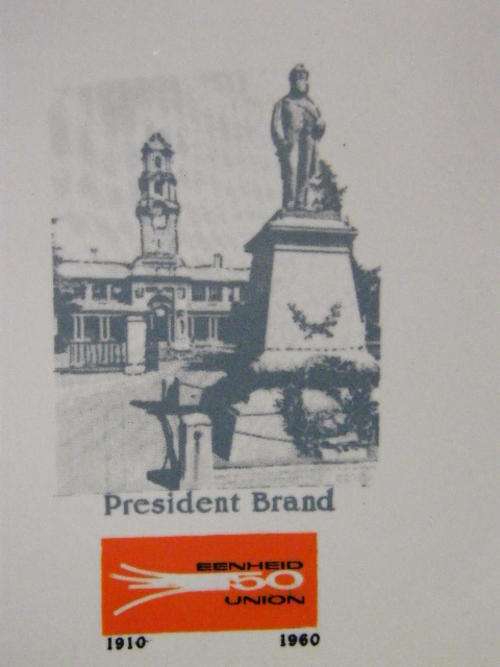 President Brand
EENHEID
50
UNION
1910 1960